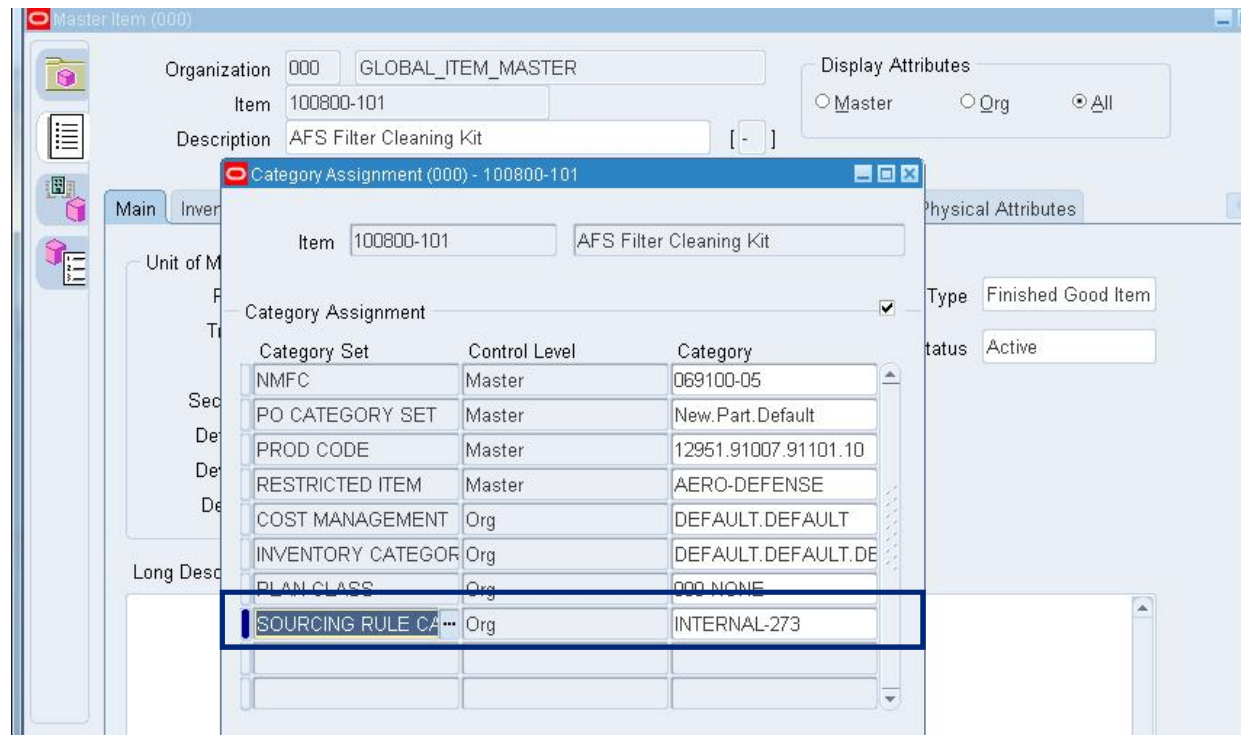 Master Item (000)
Organization 000 GLOBAL_ITEM_MASTER
Display Attributes
Item 100800-101
Master Org All
Description AFS Filter Cleaning Kit [ - ]
Category Assignment (000) - 100800-101
Main Inver Physical Attributes
Item 100800-101 AFS Filter Cleaning Kit
Unit of M
Type Finished Good Item
Category Assignment
tatus Active
Category Set Control Level Category
NMFC Master 069100-05
Sec
PO CATEGORY SET Master New.Part.Default
De
PROD CODE Master 12951.91007.91101.10
De
RESTRICTED ITEM Master AERO-DEFENSE
De
COST MANAGEMENT Org DEFAULT.DEFAULT
INVENTORY CATEGOR Org DEFAULT.DEFAULT.DE
Long Desc
PLAN CLASS Org 000-NONE
SOURCING RULE CA ... Org INTERNAL-273